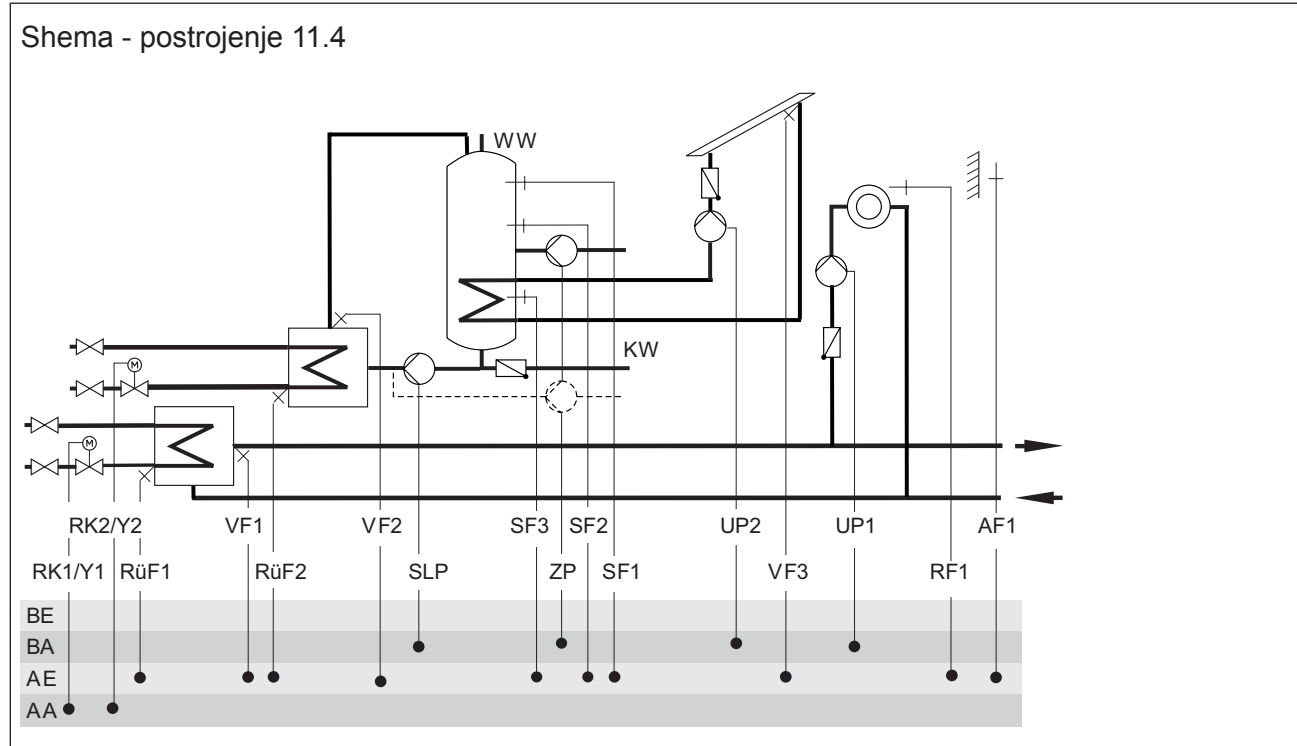 Shema - postrojenje 11.4
WW
M
KW
M
RK2/Y2 VF1 VF2 SF3 SF2 UP2 UP1 AF1
RK1/Y1 RüF1 RüF2 SLP ZP SF1 VF3 RF1
BE
BA
AE
AA